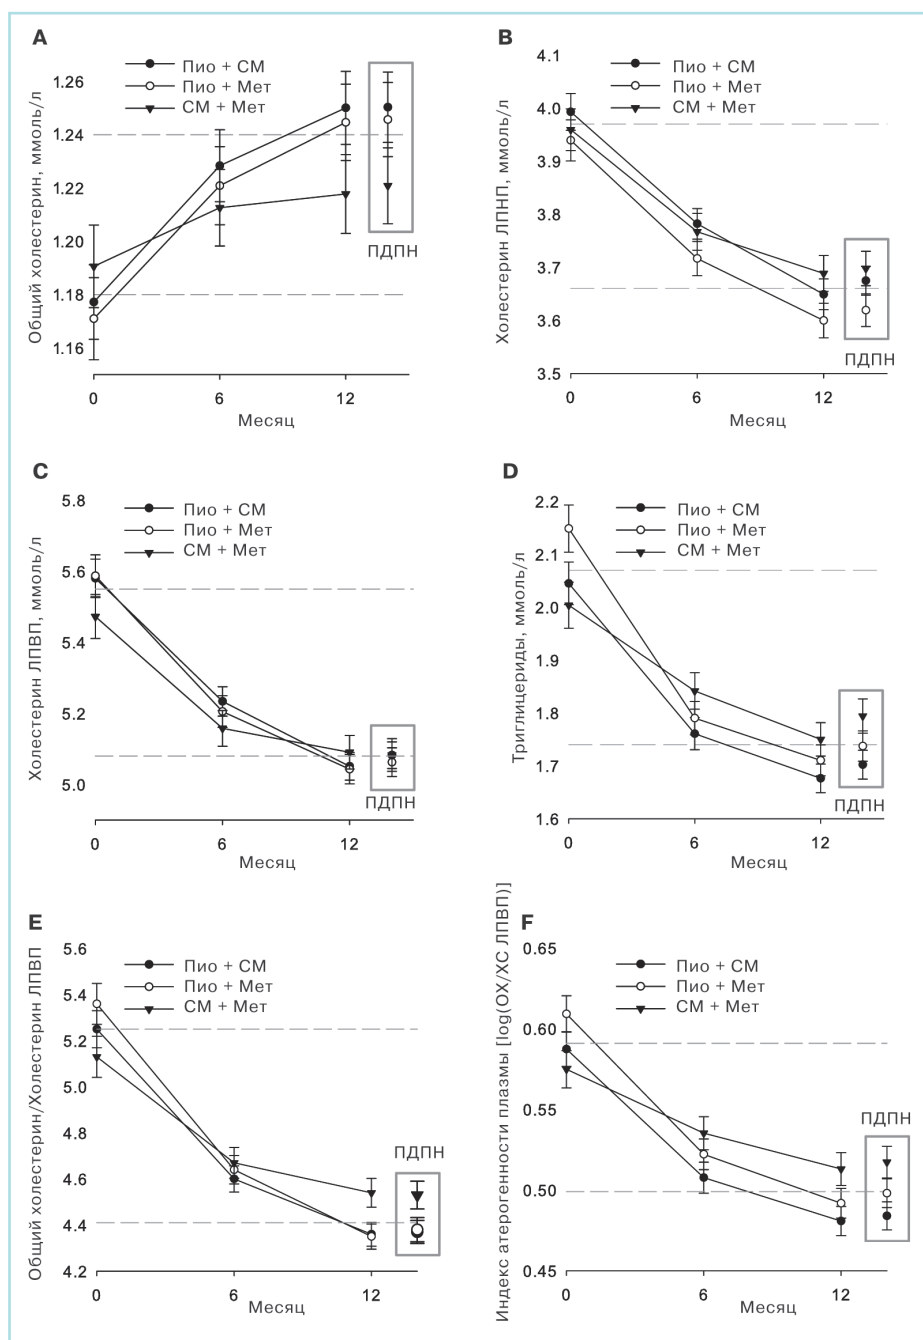 A
Общий холестерин, ммоль/л
1.26
1.24
1.22
1.20
1.18
1.16
Пио + СМ
Пио + Мет
СМ + Мет
ПДПН
0
6
12
Месяц
B
Холестерин ЛПНП, ммоль/л
4.1
4.0
3.9
3.8
3.7
3.6
3.5
Пио + СМ
Пио + Мет
СМ + Мет
ПДПН
0
6
12
Месяц
C
Холестерин ЛПВП, ммоль/л
5.8
5.6
5.4
5.2
5.0
Пио + СМ
Пио + Мет
СМ + Мет
ПДПН
0
6
12
Месяц
D
Триглицериды, ммоль/л
2.2
2.1
2.0
1.9
1.8
1.7
1.6
Пио + СМ
Пио + Мет
СМ + Мет
ПДПН
0
6
12
Месяц
E
Общий холестерин/Холестерин ЛПВП
5.6
5.4
5.2
5.0
4.8
4.6
4.4
4.2
Пио + СМ
Пио + Мет
СМ + Мет
ПДПН
0
6
12
Месяц
F
Индекс атерогенности плазмы [log(ОХ/ХС ЛПВП)]
0.65
0.60
0.55
0.50
0.45
Пио + СМ
Пио + Мет
СМ + Мет
ПДПН
0
6
12
Месяц